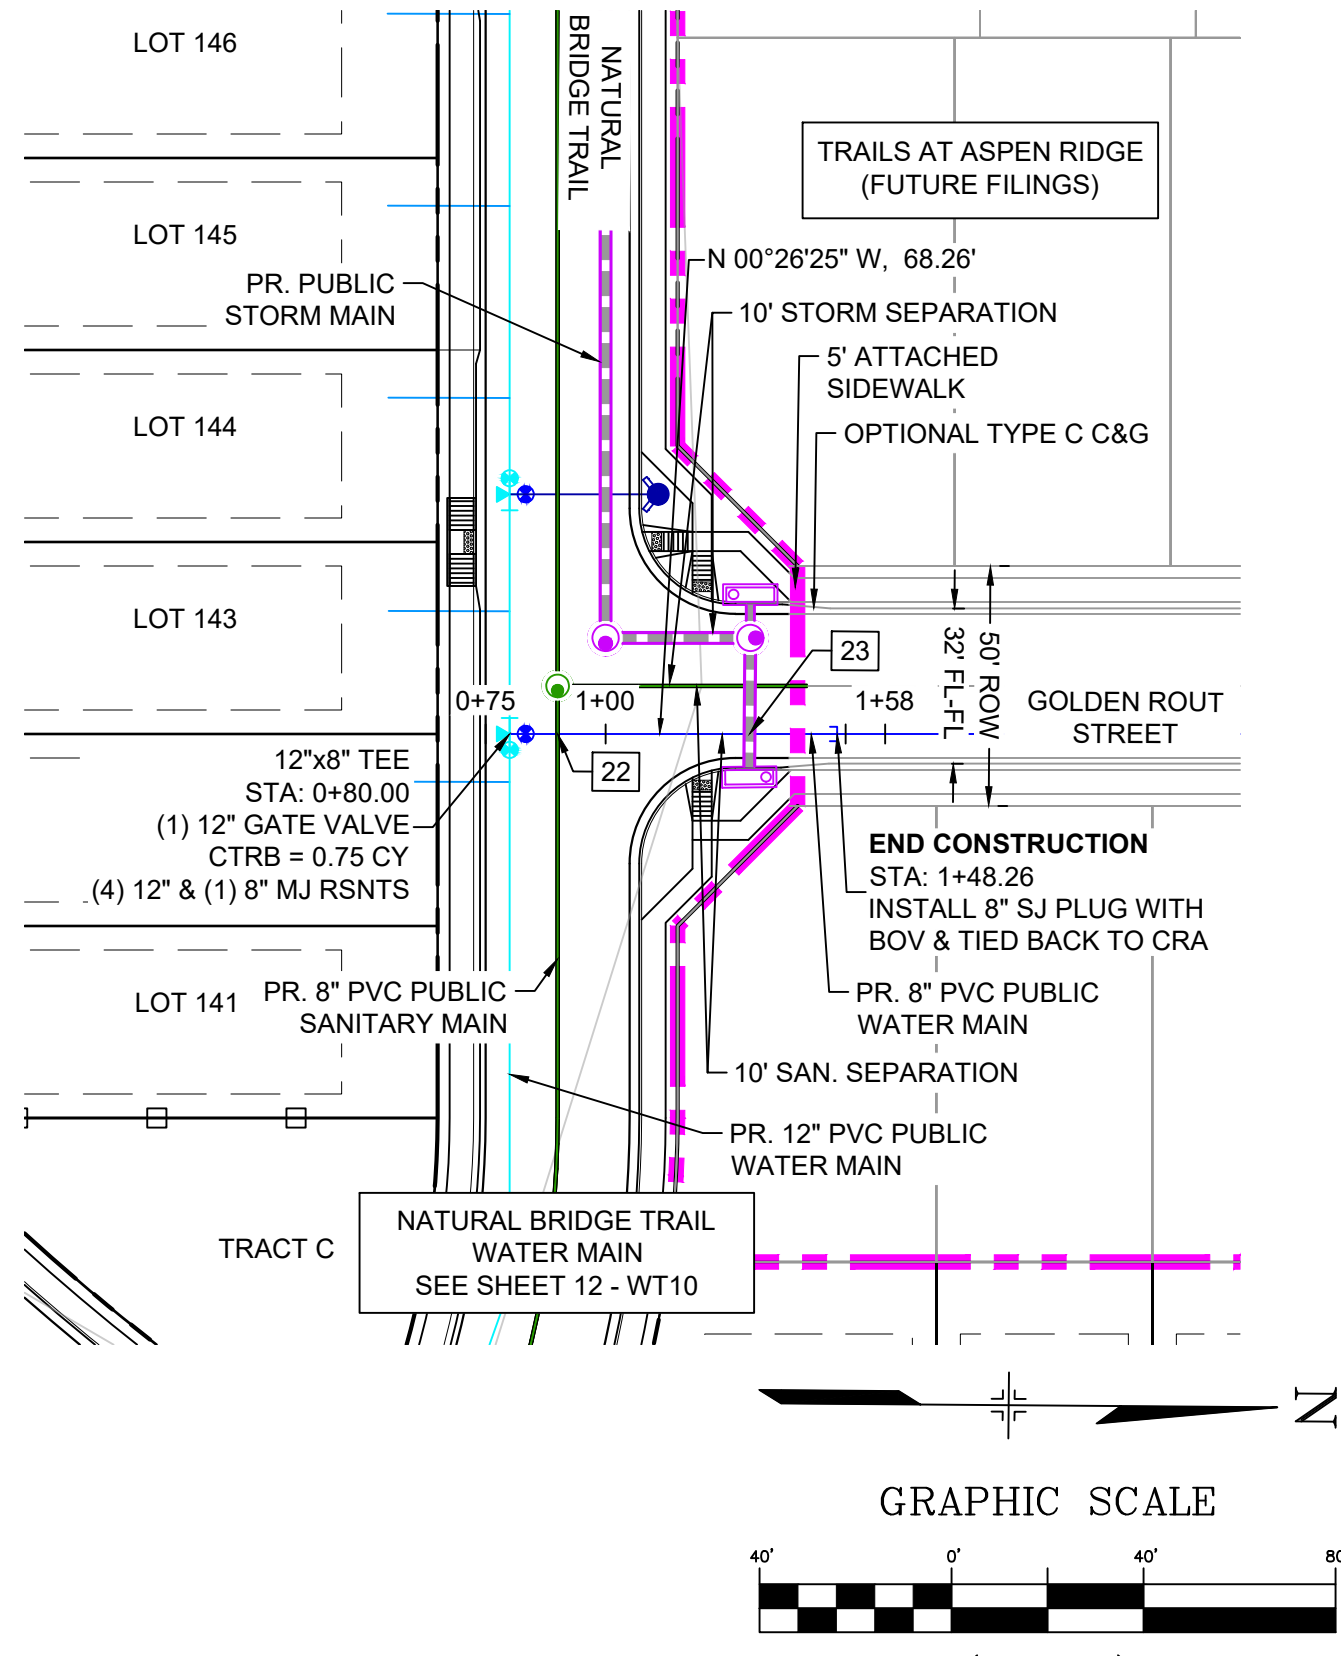 LOT 146
NATURAL
BRIDGE TRAIL
TRAILS AT ASPEN RIDGE
(FUTURE FILINGS)
LOT 145
N 00°26'25" W, 68.26'
PR. PUBLIC
STORM MAIN
10' STORM SEPARATION
5' ATTACHED
SIDEWALK
LOT 144
OPTIONAL TYPE C C&G
LOT 143
23
50' ROW
32' FL-FL
0+75
1+00
1+58
GOLDEN ROUT
STREET
12"x8" TEE
STA: 0+80.00
(1) 12" GATE VALVE
CTRB = 0.75 CY
(4) 12" & (1) 8" MJ RSNTS
22
END CONSTRUCTION
STA: 1+48.26
INSTALL 8" SJ PLUG WITH
BOV & TIED BACK TO CRA
LOT 141
PR. 8" PVC PUBLIC
SANITARY MAIN
PR. 8" PVC PUBLIC
WATER MAIN
10' SAN. SEPARATION
PR. 12" PVC PUBLIC
WATER MAIN
TRACT C
NATURAL BRIDGE TRAIL
WATER MAIN
SEE SHEET 12 - WT10
N
GRAPHIC SCALE
40' 0' 40' 80